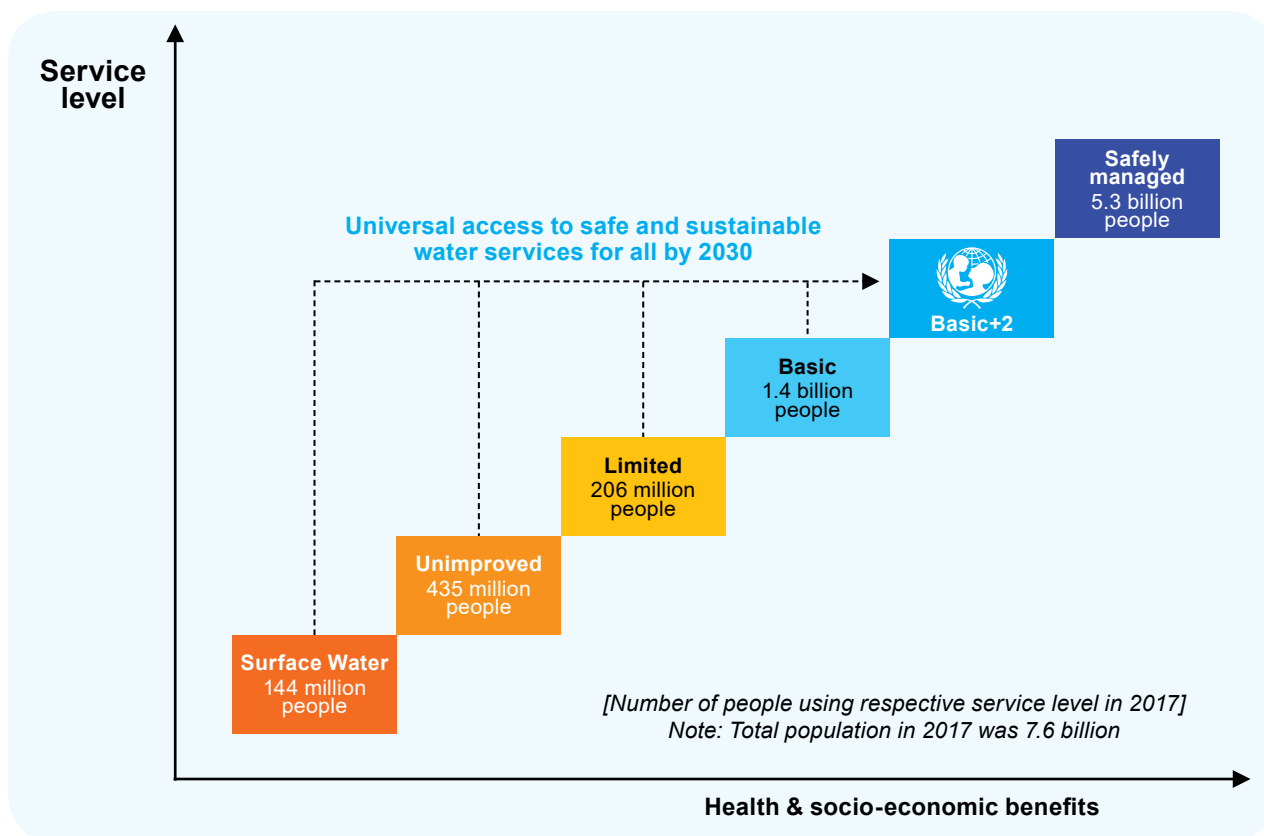 Service
level
Safely
managed
5.3 billion
people
Universal access to safe and sustainable
water services for all by 2030
Basic+2
Basic
1.4 billion
people
Limited
206 million
people
Unimproved
435 million
people
Surface Water
144 million
people
[Number of people using respective service level in 2017]
Note: Total population in 2017 was 7.6 billion
Health & socio-economic benefits